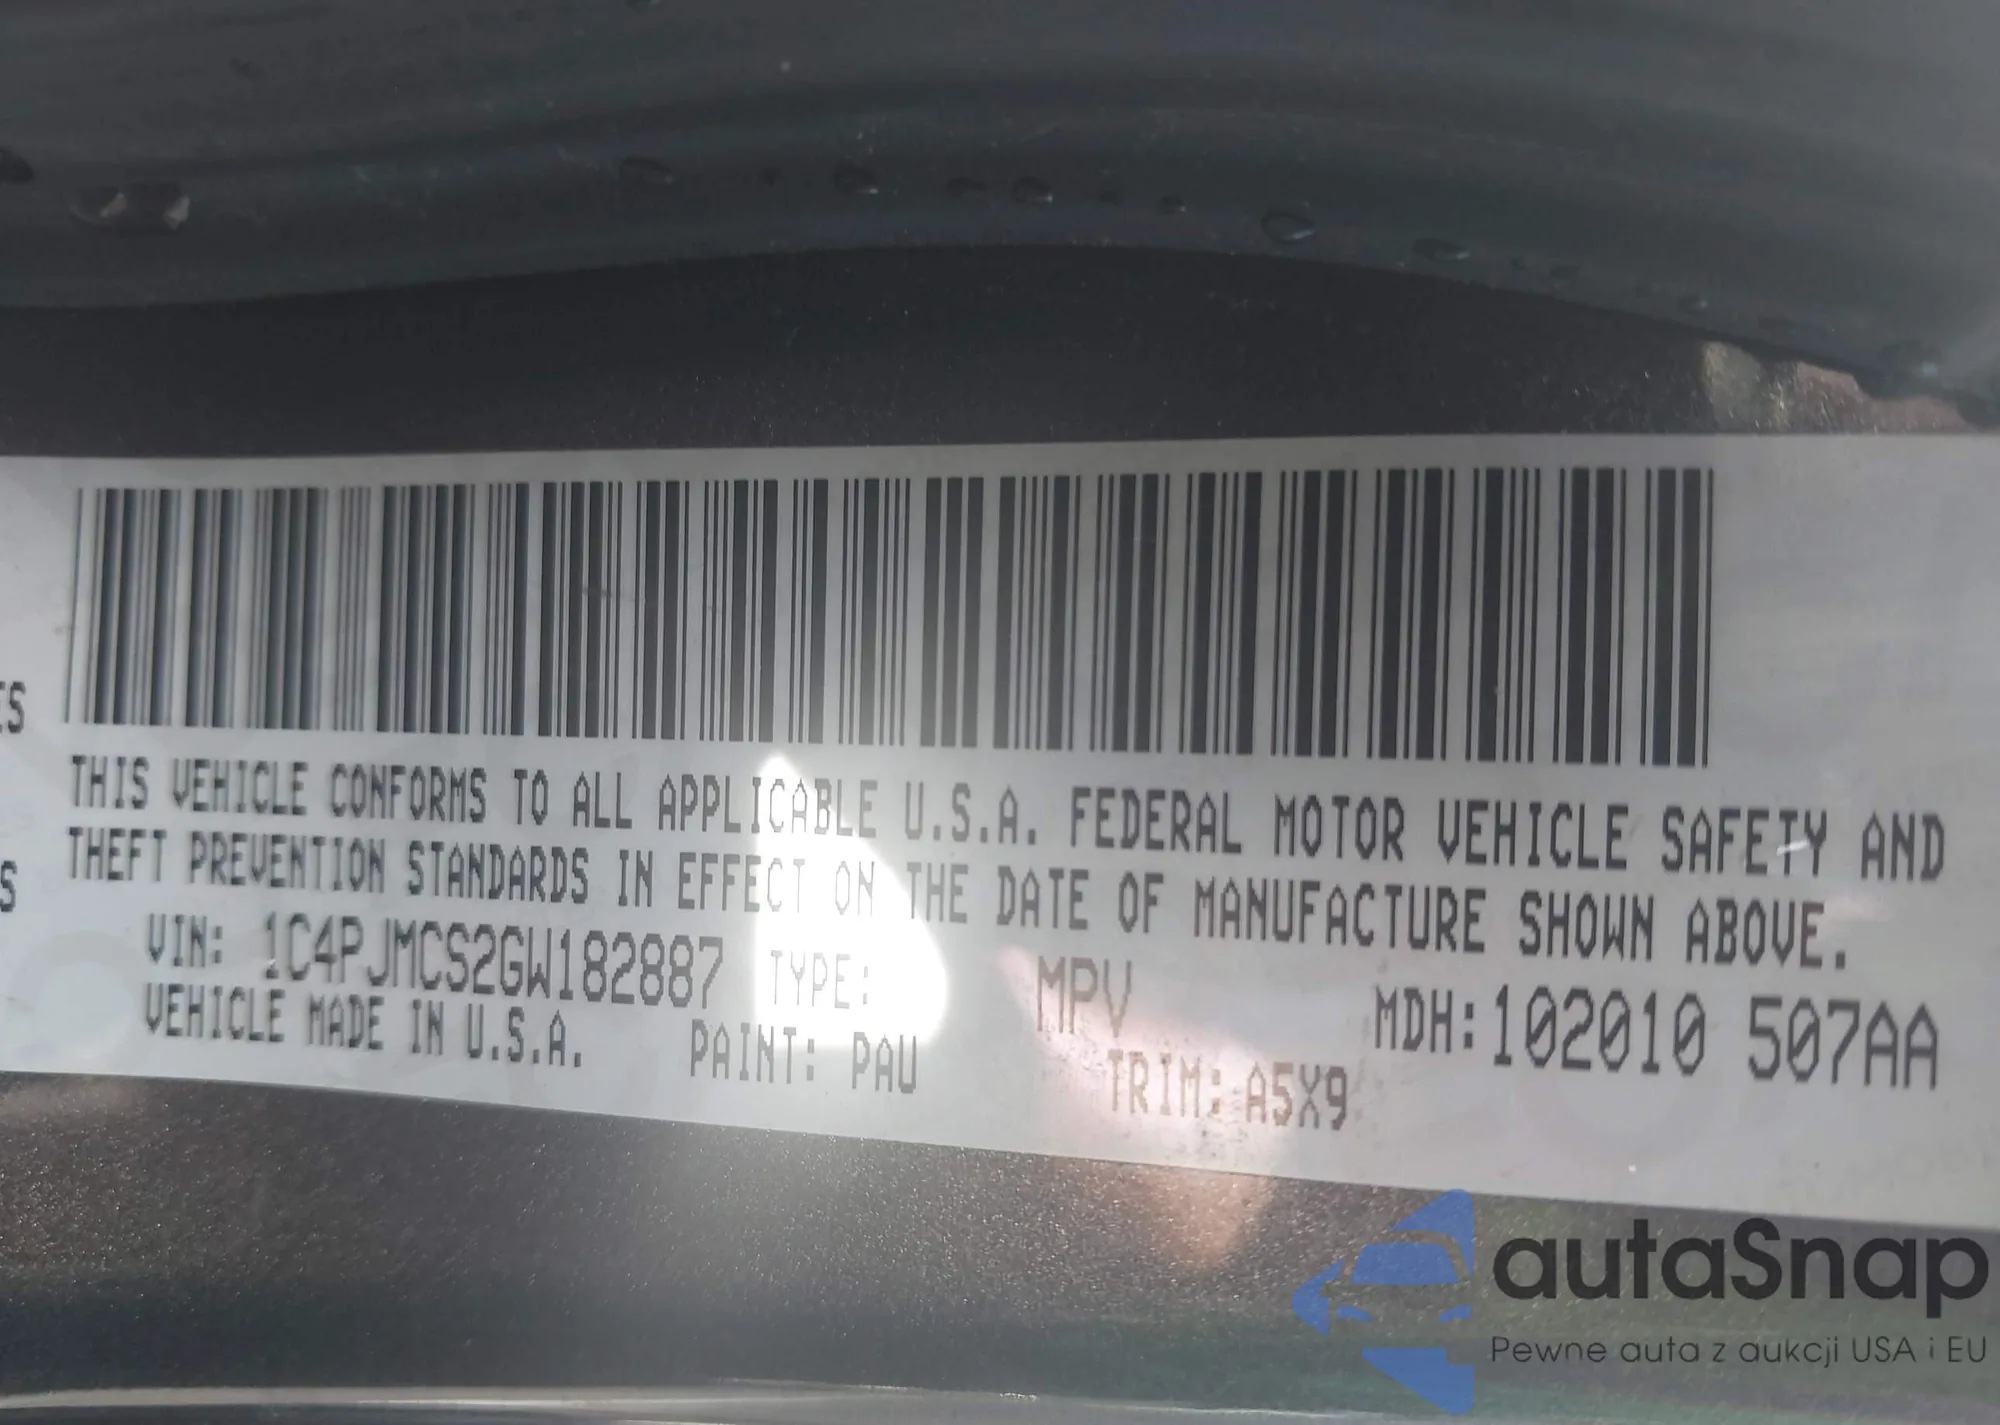 ES
THIS VEHICLE CONFORMS TO ALL APPLICABLE U.S.A. FEDERAL MOTOR VEHICLE SAFETY AND
S
THEFT PREVENTION STANDARDS IN EFFECT ON THE DATE OF MANUFACTURE SHOWN ABOVE.
VIN: 1C4PJMCS2GW182887 TYPE: MPV MDH:102010 507AA
VEHICLE MADE IN U.S.A. PAINT: PAU TRIM: A5X9
autaSnap
Pewne auta z aukcji USA i EU